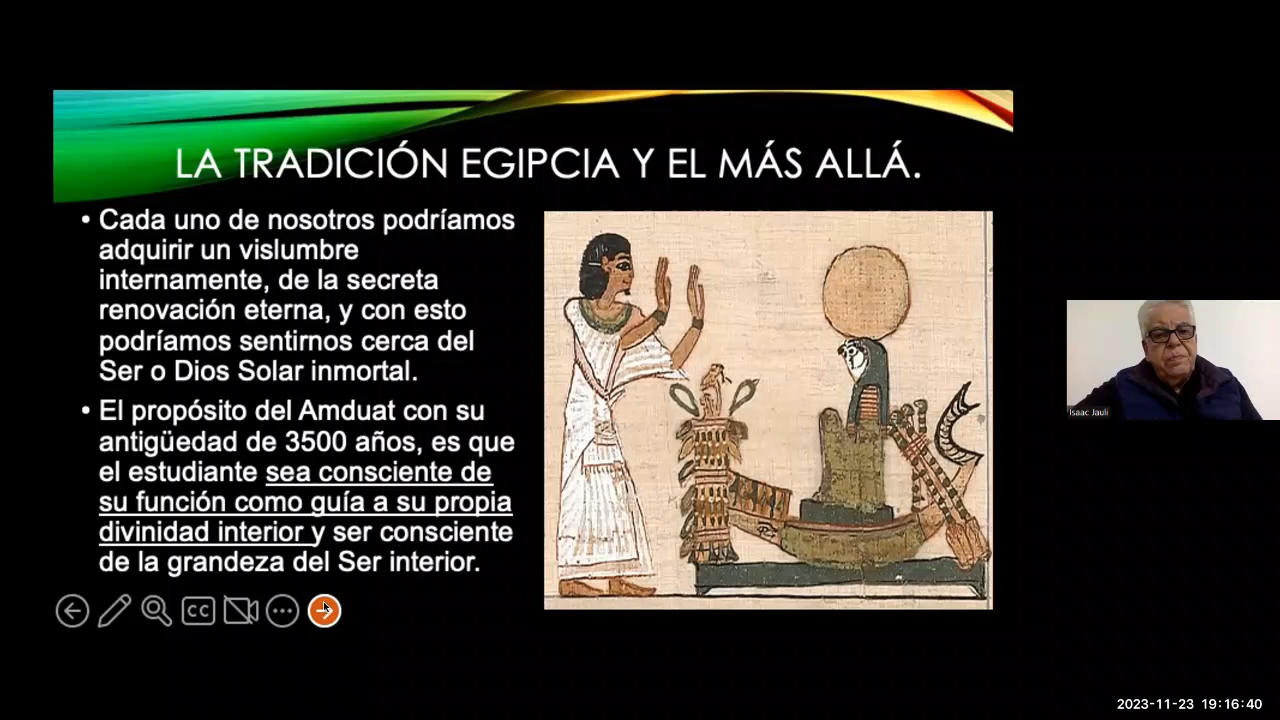 LA TRADICIÓN EGIPCIA Y EL MÁS ALLÁ.
• Cada uno de nosotros podríamos
adquirir un vislumbre
internamente, de la secreta
renovación eterna, y con esto
podríamos sentirnos cerca del
Ser o Dios Solar inmortal.
• El propósito del Amduat con su
antigüedad de 3500 años, es que
el estudiante sea consciente de
su función como guía a su propia
divinidad interior y ser consciente
de la grandeza del Ser interior.
CC
Isaac Jauli
2023-11-23 19:16:40